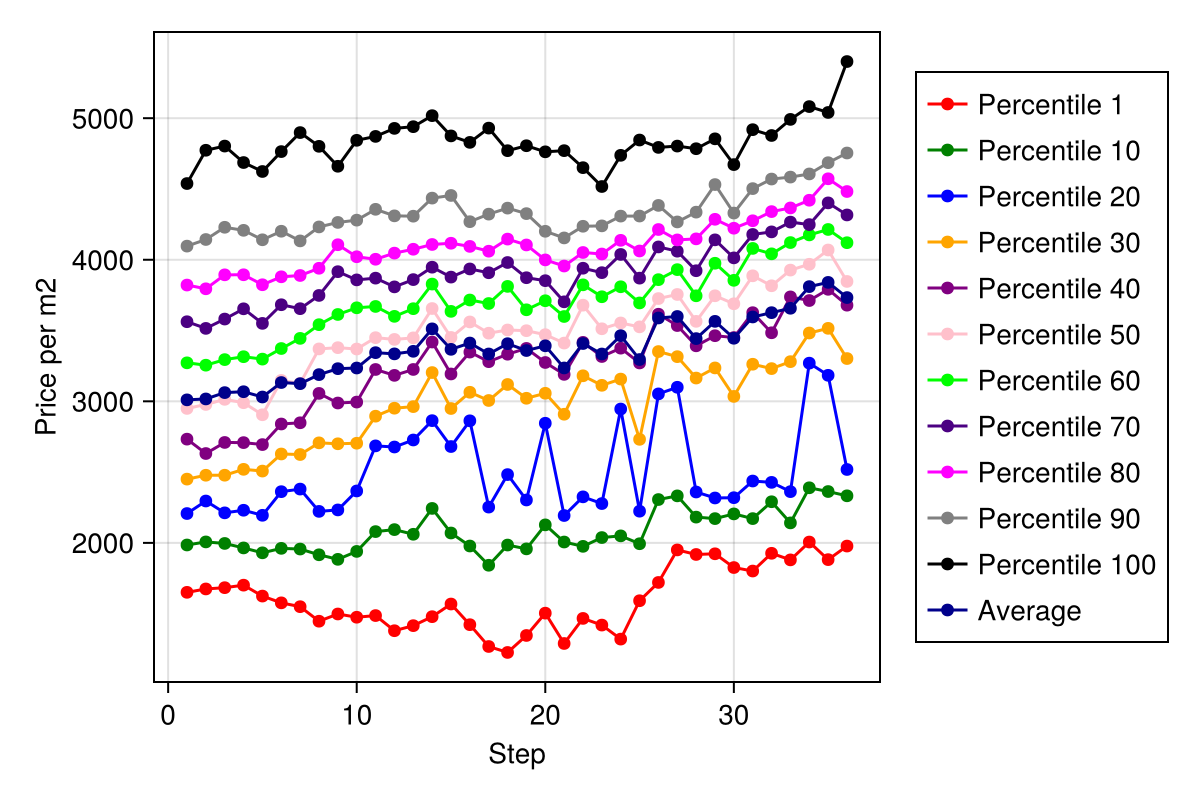 5000
4000
3000
2000
Price per m2
0 10 20 30
Step
Percentile 1
Percentile 10
Percentile 20
Percentile 30
Percentile 40
Percentile 50
Percentile 60
Percentile 70
Percentile 80
Percentile 90
Percentile 100
Average